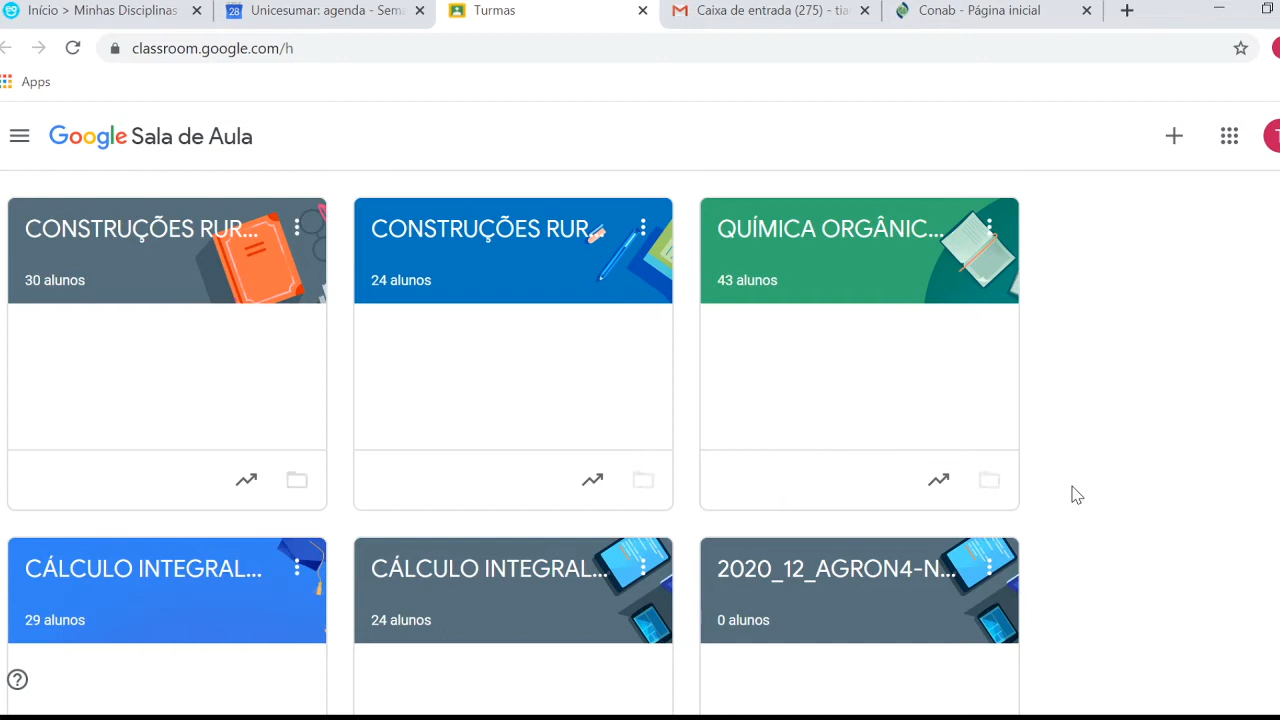 Início > Minhas Disciplinas
Unicesumar: agenda - Sema
Turmas
Caixa de entrada (275) - tia
Conab - Página inicial
classroom.google.com/h
Apps
Google Sala de Aula
CONSTRUÇÕES RUR...
30 alunos
CONSTRUÇÕES RUR...
24 alunos
QUÍMICA ORGÂNIC...
43 alunos
CÁLCULO INTEGRAL...
29 alunos
CÁLCULO INTEGRAL...
24 alunos
2020_12_AGRON4-N...
0 alunos